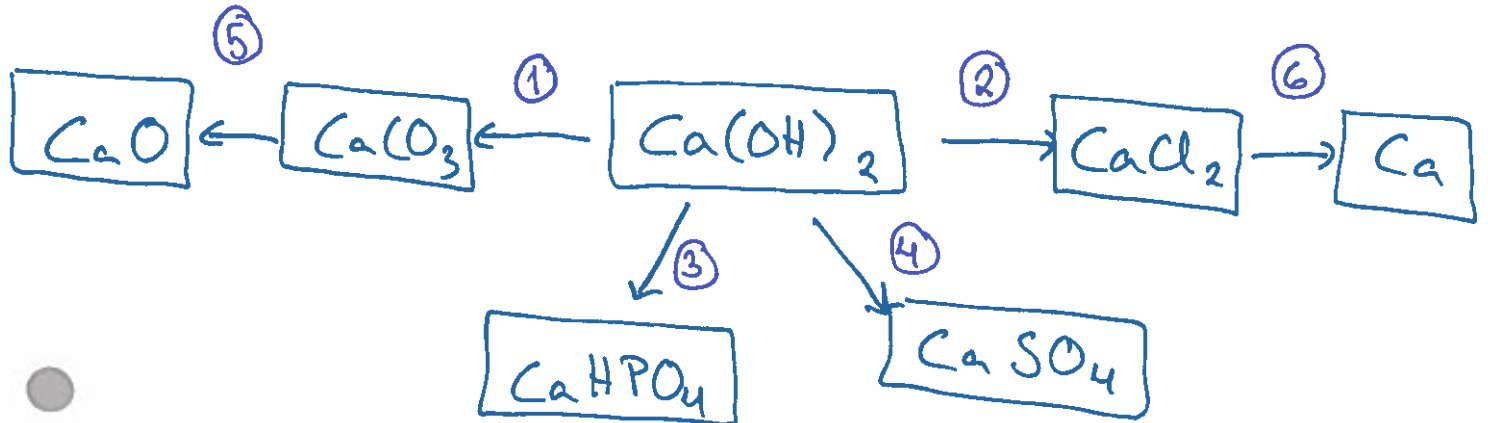 ⑤ ① ② ⑥
CaO ← CaCO₃ ← Ca(OH)₂ → CaCl₂ → Ca
③ ④
CaHPO₄ CaSO₄